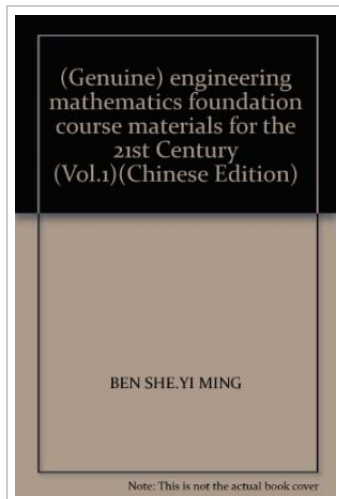 (Genuine) engineering
mathematics foundation
course materials for the
21st Century
(Vol.1)(Chinese Edition)
BEN SHE.YI MING
Note: This is not the actual book cover